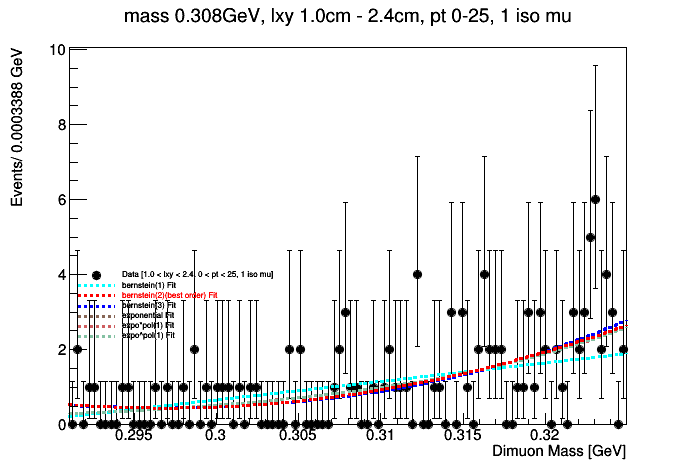 mass 0.308GeV, lxy 1.0cm - 2.4cm, pt 0-25, 1 iso mu
Events/ 0.0003388 GeV
10
8
6
4
2
0
Data [1.0 < lxy < 2.4, 0 < pt < 25, 1 iso mu]
bernstein(1) Fit
bernstein(2)(best order) Fit
bernstein(3) Fit
exponential Fit
expo*pol(1) Fit
expo*pol(1) Fit
0.295 0.3 0.305 0.31 0.315 0.32
Dimuon Mass [GeV]